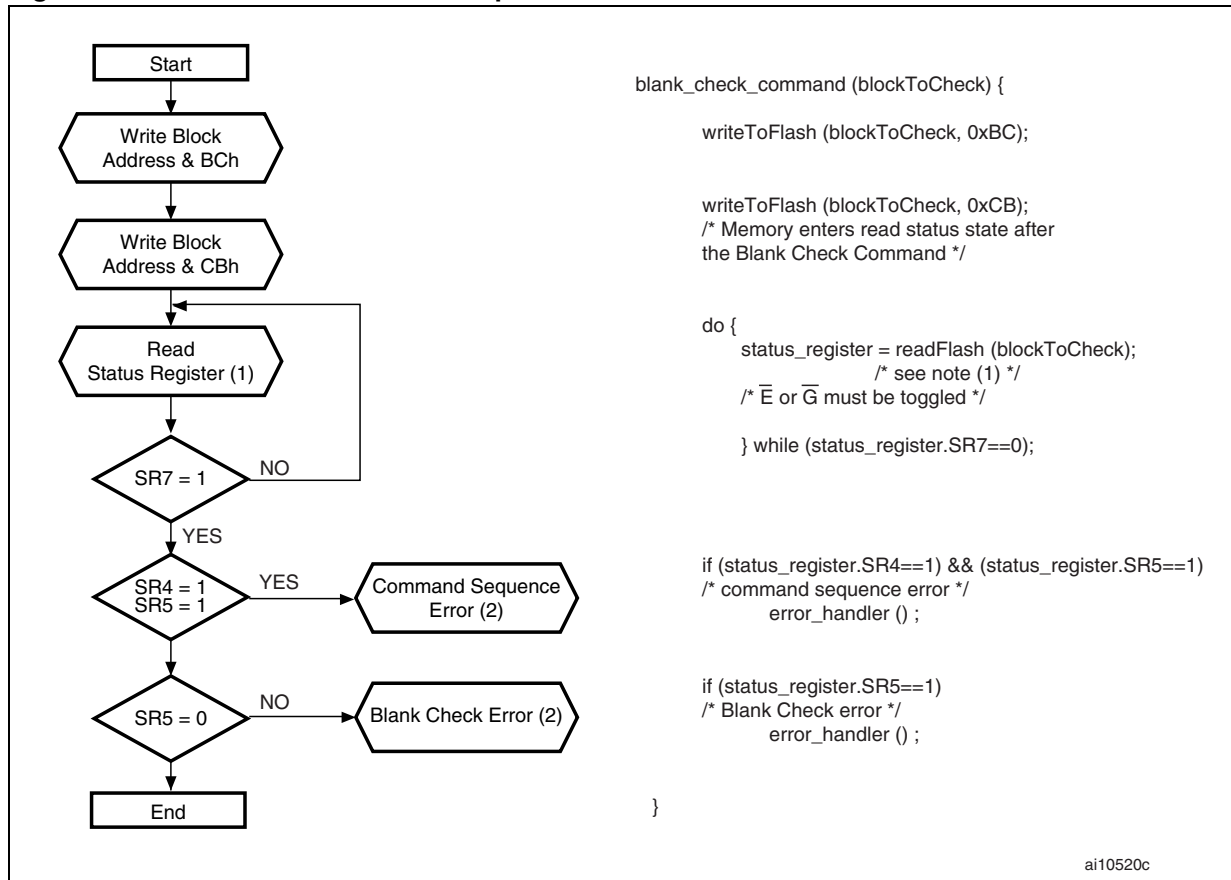 Start
Write Block
Address & BCh
Write Block
Address & CBh
Read
Status Register (1)
SR7 = 1
NO
YES
SR4 = 1
SR5 = 1
YES
Command Sequence
Error (2)
SR5 = 0
NO
Blank Check Error (2)
End
blank_check_command (blockToCheck) {
writeToFlash (blockToCheck, 0xBC);
writeToFlash (blockToCheck, 0xCB);
/* Memory enters read status state after
the Blank Check Command */
do {
status_register = readFlash (blockToCheck);
/* see note (1) */
/* E̅ or G̅ must be toggled */
} while (status_register.SR7==0);
if (status_register.SR4==1) && (status_register.SR5==1)
/* command sequence error */
error_handler () ;
if (status_register.SR5==1)
/* Blank Check error */
error_handler () ;
}
ai10520c